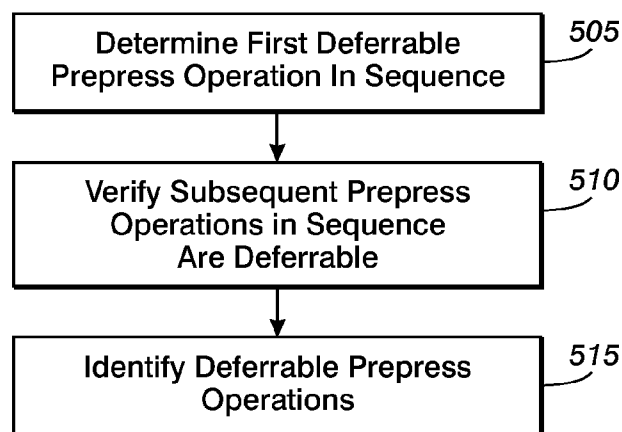 505
Determine First Deferrable
Prepress Operation In Sequence
510
Verify Subsequent Prepress
Operations in Sequence
Are Deferrable
515
Identify Deferrable Prepress
Operations